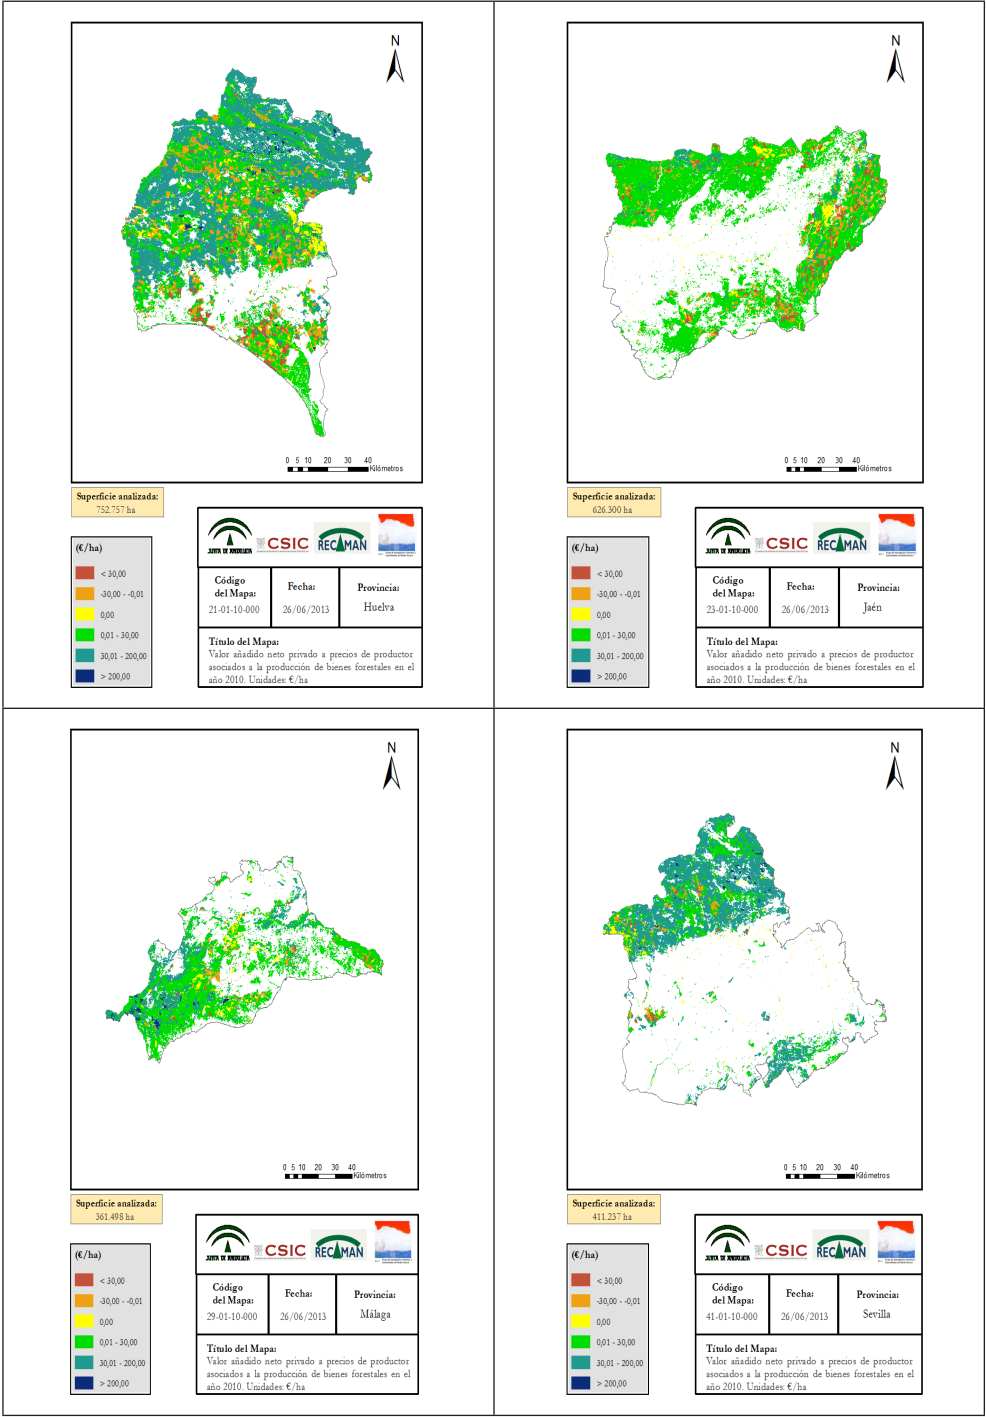 N
0 5 10 20 30 40
Kilómetros
Superficie analizada:
752.757 ha
(€/ha)
< 30,00
-30,00 - -0,01
0,00
0,01 - 30,00
30,01 - 200,00
> 200,00
JUNTA DE ANDALUCIA
CSIC
RECAMAN
Código
del Mapa:
21-01-10-000
Fecha:
26/06/2013
Provincia:
Huelva
Título del Mapa:
Valor añadido neto privado a precios de productor
asociados a la producción de bienes forestales en el
año 2010. Unidades: €/ha
N
0 5 10 20 30 40
Kilómetros
Superficie analizada:
626.300 ha
(€/ha)
< 30,00
-30,00 - -0,01
0,00
0,01 - 30,00
30,01 - 200,00
> 200,00
JUNTA DE ANDALUCIA
CSIC
RECAMAN
Código
del Mapa:
23-01-10-000
Fecha:
26/06/2013
Provincia:
Jaén
Título del Mapa:
Valor añadido neto privado a precios de productor
asociados a la producción de bienes forestales en el
año 2010. Unidades: €/ha
N
0 5 10 20 30 40
Kilómetros
Superficie analizada:
361.498 ha
(€/ha)
< 30,00
-30,00 - -0,01
0,00
0,01 - 30,00
30,01 - 200,00
> 200,00
JUNTA DE ANDALUCIA
CSIC
RECAMAN
Código
del Mapa:
29-01-10-000
Fecha:
26/06/2013
Provincia:
Málaga
Título del Mapa:
Valor añadido neto privado a precios de productor
asociados a la producción de bienes forestales en el
año 2010. Unidades: €/ha
N
0 5 10 20 30 40
Kilómetros
Superficie analizada:
411.237 ha
(€/ha)
< 30,00
-30,00 - -0,01
0,00
0,01 - 30,00
30,01 - 200,00
> 200,00
JUNTA DE ANDALUCIA
CSIC
RECAMAN
Código
del Mapa:
41-01-10-000
Fecha:
26/06/2013
Provincia:
Sevilla
Título del Mapa:
Valor añadido neto privado a precios de productor
asociados a la producción de bienes forestales en el
año 2010. Unidades: €/ha